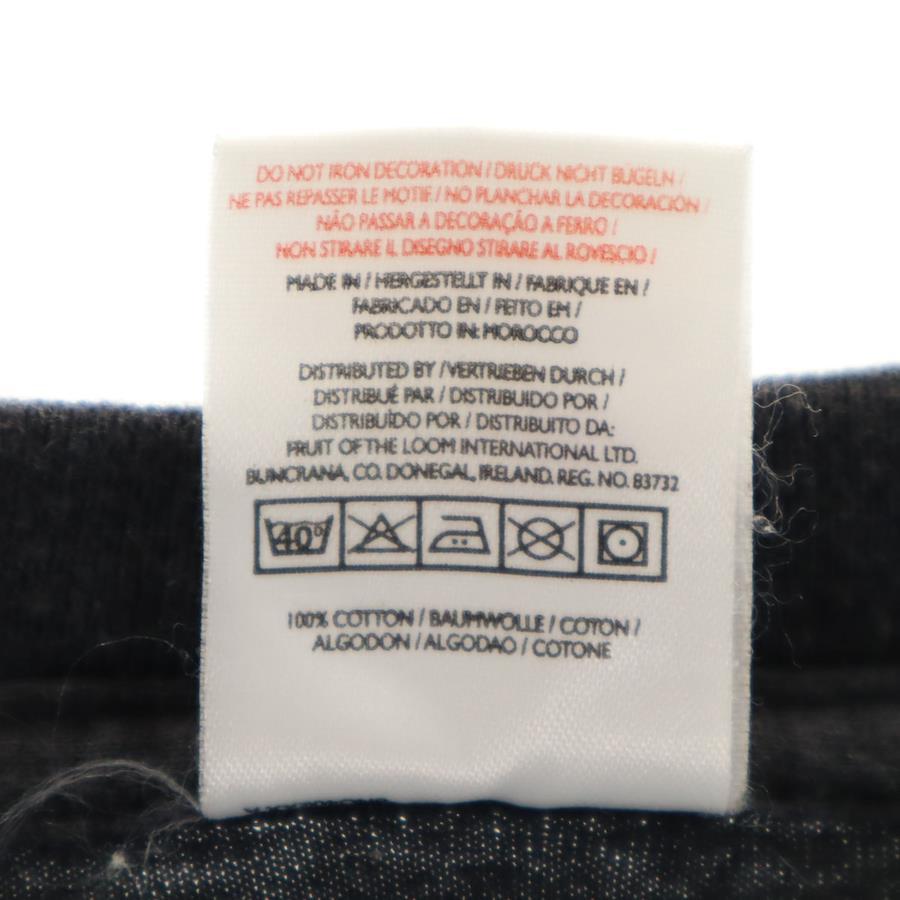 DO NOT IRON DECORATION / DRUCK NICHT BÜGELN /
NE PAS REPASSER LE MOTIF / NO PLANCHAR LA DECORACION /
NÃO PASSAR A DECORAÇÃO A FERRO /
NON STIRARE IL DISEGNO STIRARE AL ROVESCIO /
MADE IN / HERGESTELLT IN / FABRIQUE EN /
FABRICADO EN / FEITO EM /
PRODOTTO IN: MOROCCO
DISTRIBUTED BY / VERTRIEBEN DURCH /
DISTRIBUÉ PAR / DISTRIBUIDO POR /
DISTRIBUÍDO POR / DISTRIBUITO DA:
FRUIT OF THE LOOM INTERNATIONAL LTD.
BUNCRANA, CO. DONEGAL, IRELAND. REG. NO. 83732
40°
100% COTTON / BAUMWOLLE / COTON /
ALGODON / ALGODAO / COTONE